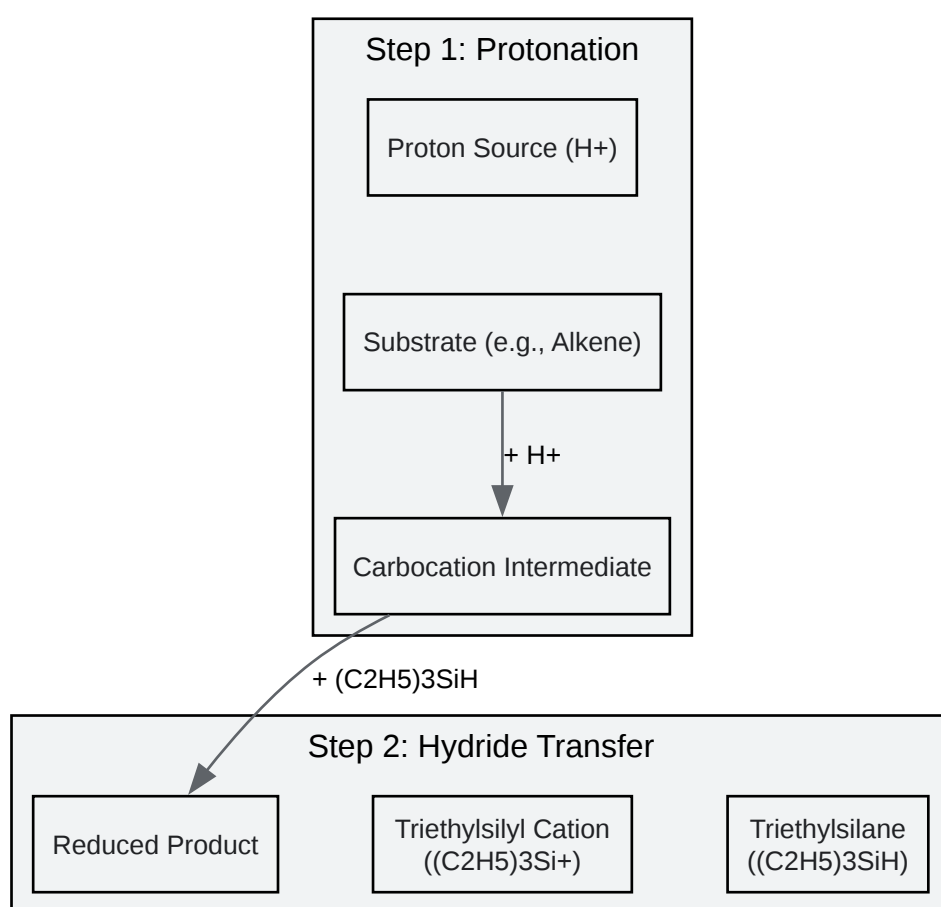 Step 1: Protonation
Proton Source (H+)
Substrate (e.g., Alkene)
+ H+
Carbocation Intermediate
+ (C2H5)3SiH
Step 2: Hydride Transfer
Reduced Product
Triethylsilyl Cation
((C2H5)3Si+)
Triethylsilane
((C2H5)3SiH)